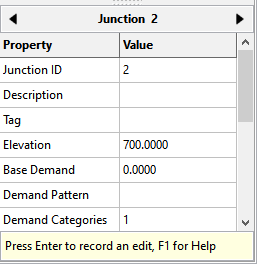 Junction 2
Property Value
Junction ID 2
Description
Tag
Elevation 700.0000
Base Demand 0.0000
Demand Pattern
Demand Categories 1
Press Enter to record an edit, F1 for Help